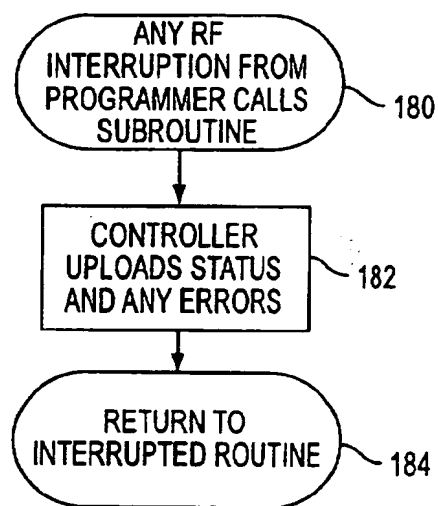 ANY RF
INTERRUPTION FROM
PROGRAMMER CALLS
SUBROUTINE
180
CONTROLLER
UPLOADS STATUS
AND ANY ERRORS
182
RETURN TO
INTERRUPTED ROUTINE
184